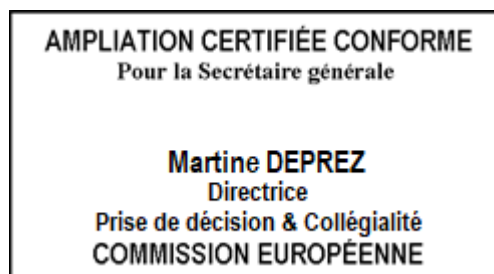 AMPLIATION CERTIFIÉE CONFORME
Pour la Secrétaire générale
Martine DEPREZ
Directrice
Prise de décision & Collégialité
COMMISSION EUROPÉENNE